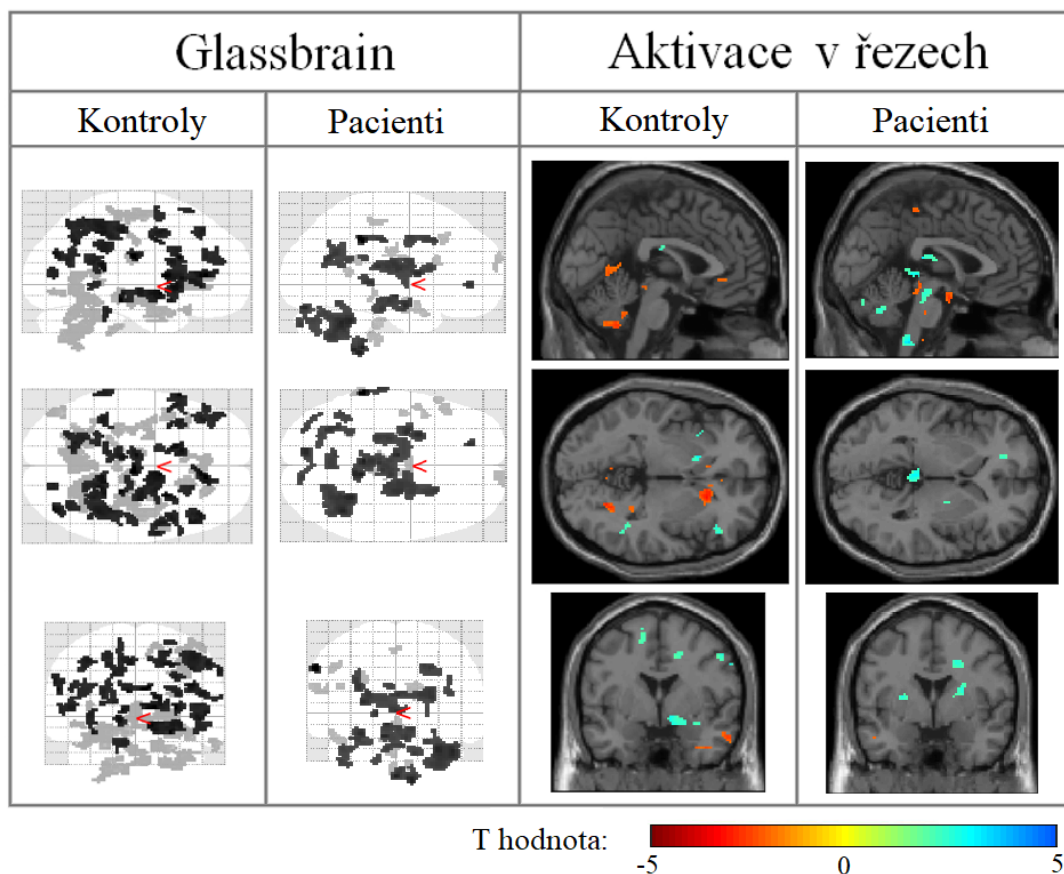 Glassbrain
Aktivace v řezech
Kontroly
Pacienti
Kontroly
Pacienti
<
<
<
<
<
<
T hodnota:
-5
0
5